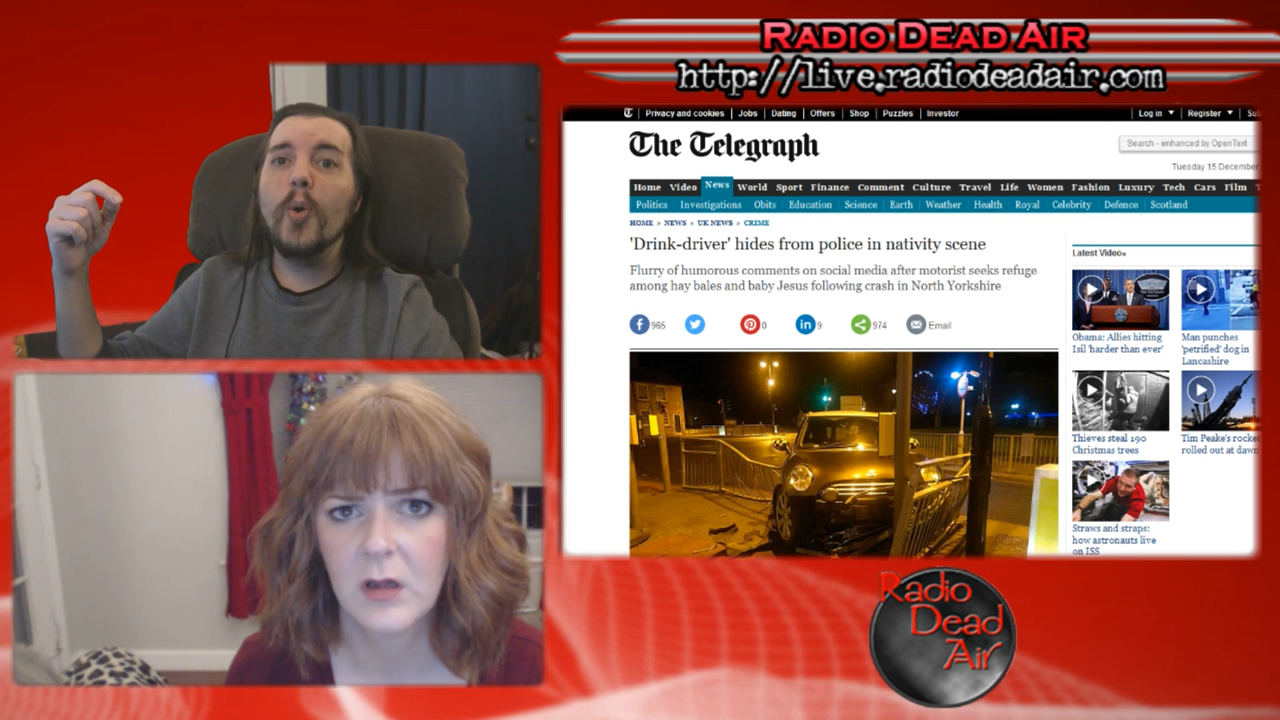 RADIO DEAD AIR
http://live.radiodeadair.com
Privacy and cookies | Jobs | Dating | Offers | Shop | Puzzles | Investor
Log in | Register
The Telegraph
Search - enhanced by OpenText
Tuesday 15 December
Home Video News World Sport Finance Comment Culture Travel Life Women Fashion Luxury Tech Cars Film
Politics Investigations Obits Education Science Earth Weather Health Royal Celebrity Defence Scotland
HOME » NEWS » UK NEWS » CRIME
'Drink-driver' hides from police in nativity scene
Flurry of humorous comments on social media after motorist seeks refuge
among hay bales and baby Jesus following crash in North Yorkshire
965
0
9
974
Email
Latest Video»
Obama: Allies hitting
Isil 'harder than ever'
Man punches
'petrified' dog in
Lancashire
Thieves steal 190
Christmas trees
Tim Peake's rocke
rolled out at dawn
Straws and straps:
how astronauts live
on ISS
Radio
Dead
Air